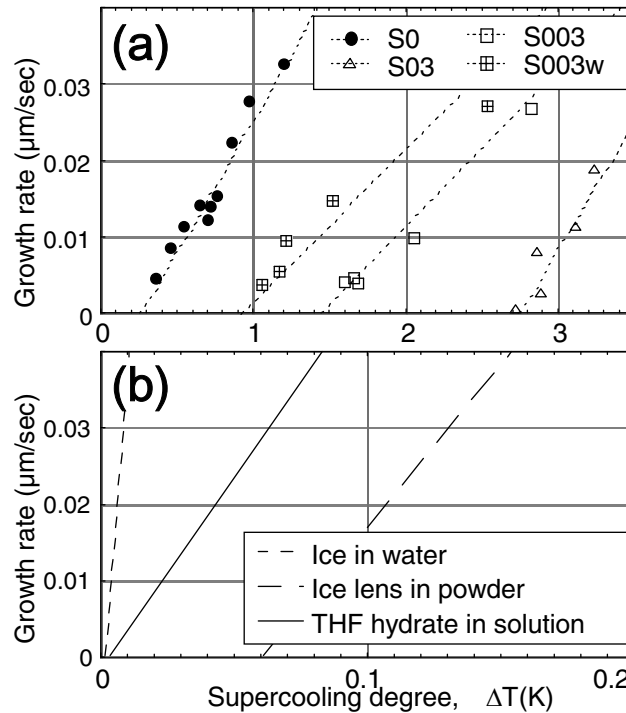 (a)
S0
S003
S03
S003w
Growth rate (μm/sec)
0.03
0.02
0.01
0
0
1
2
3
(b)
Growth rate (μm/sec)
0.03
0.02
0.01
0
Ice in water
Ice lens in powder
THF hydrate in solution
0
0.1
0.2
Supercooling degree, ΔT(K)